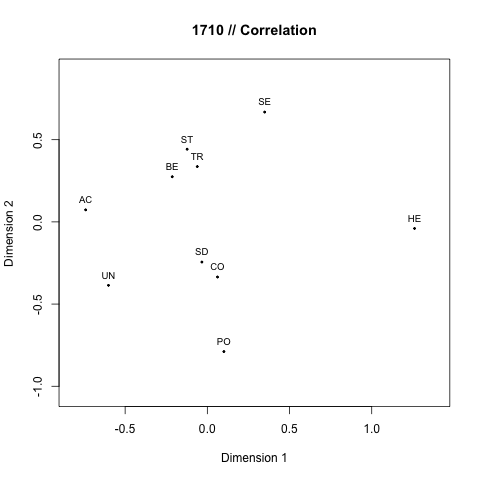 1710 // Correlation
SE
ST
TR
BE
AC
HE
SD
CO
UN
PO
0.5
0.0
-0.5
-1.0
Dimension 2
-0.5
0.0
0.5
1.0
Dimension 1